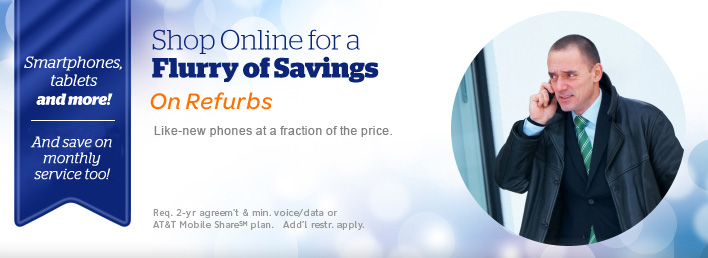 Smartphones,
tablets
and more!
And save on
monthly
service too!
Shop Online for a
Flurry of Savings
On Refurbs
Like-new phones at a fraction of the price.
Req. 2-yr agreem't & min. voice/data or
AT&T Mobile Share℠ plan. Add'l restr. apply.